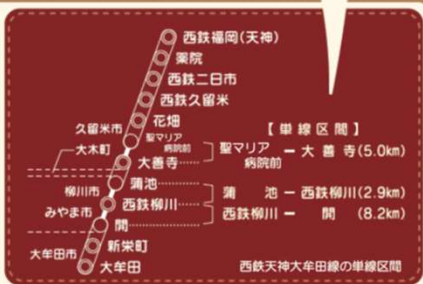 西鉄福岡(天神)
薬院
西鉄二日市
西鉄久留米
花畑
久留米市
聖マリア
病院前
大木町
大善寺
蒲池
柳川市
西鉄柳川
みやま市
開
新栄町
大牟田市
大牟田
【単線区間】
聖マリア
病院前 ー 大善寺(5.0km)
蒲池 ー 西鉄柳川(2.9km)
西鉄柳川 ー 開(8.2km)
西鉄天神大牟田線の単線区間